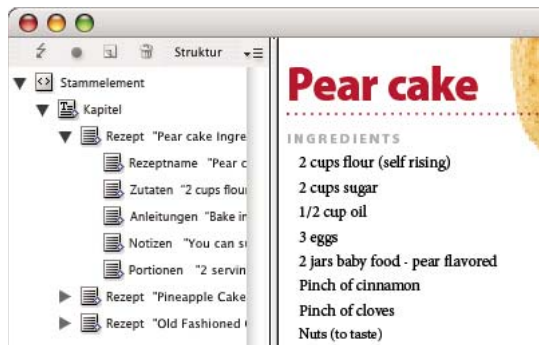 Struktur
Stammelement
Kapitel
Rezept "Pear cake Ingre
Rezeptname "Pear c
Zutaten "2 cups flou
Anleitungen "Bake in
Notizen "You can s
Portionen "2 servin
Rezept "Pineapple Cake
Rezept "Old Fashioned
Pear cake
INGREDIENTS
2 cups flour (self rising)
2 cups sugar
1/2 cup oil
3 eggs
2 jars baby food - pear flavored
Pinch of cinnamon
Pinch of cloves
Nuts (to taste)